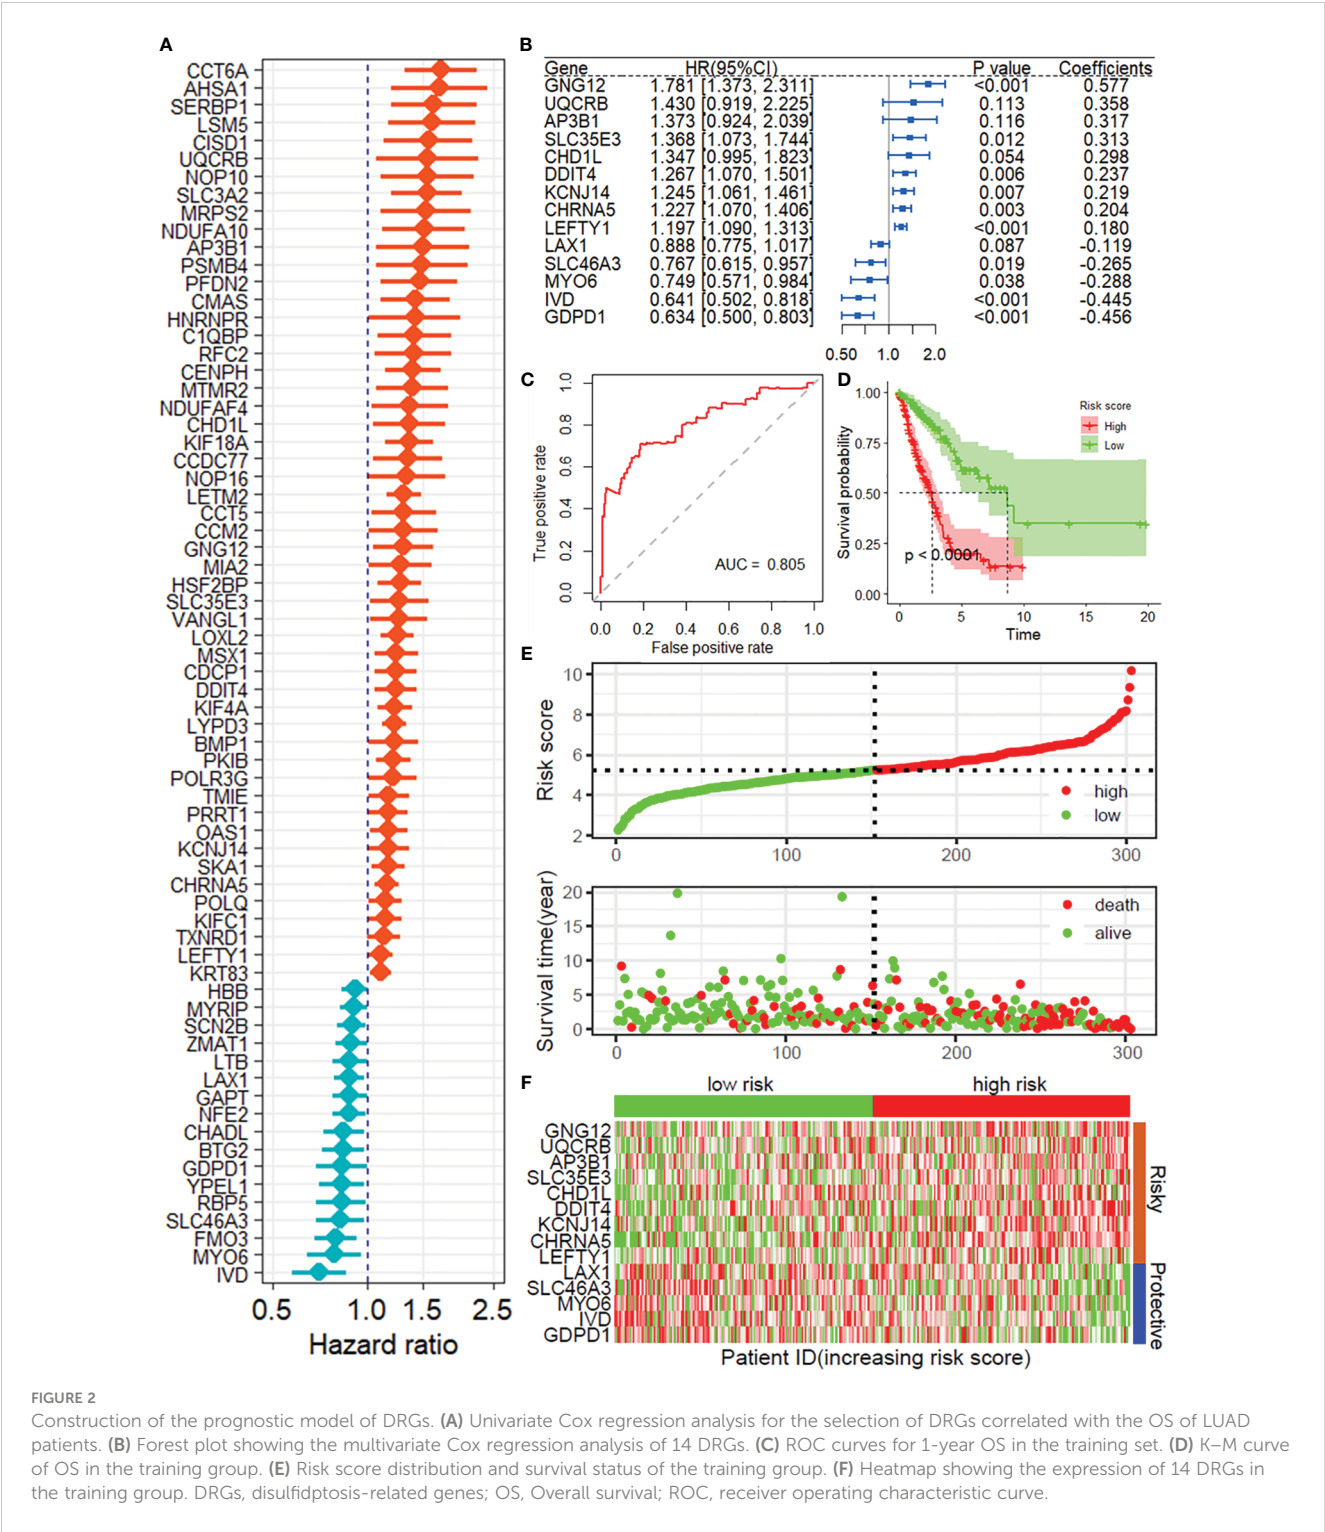 A
CCT6A
AHSA1
SERBP1
LSM5
CISD1
UQCRB
NOP10
SLC3A2
MRPS2
NDUFA10
AP3B1
PSMB4
PFDN2
CMAS
HNRNPR
C1QBP
RFC2
CENPH
MTMR2
NDUFAF4
CHD1L
KIF18A
CCDC77
NOP16
LETM2
CCT5
CCM2
GNG12
MIA2
HSF2BP
SLC35E3
VANGL1
LOXL2
MSX1
CDCP1
DDIT4
KIF4A
LYPD3
BMP1
PKIB
POLR3G
TMIE
PRRT1
OAS1
KCNJ14
SKA1
CHRNA5
POLQ
KIFC1
TXNRD1
LEFTY1
KRT83
HBB
MYRIP
SCN2B
ZMAT1
LTB
LAX1
GAPT
NFE2
CHADL
BTG2
GDPD1
YPEL1
RBP5
SLC46A3
FMO3
MYO6
IVD
0.5 1.0 1.5 2.5
Hazard ratio
B
Gene HR(95%CI) P value Coefficients
GNG12 1.781 [1.373, 2.311] <0.001 0.577
UQCRB 1.430 [0.919, 2.225] 0.113 0.358
AP3B1 1.373 [0.924, 2.039] 0.116 0.317
SLC35E3 1.368 [1.073, 1.744] 0.012 0.313
CHD1L 1.347 [0.995, 1.823] 0.054 0.298
DDIT4 1.267 [1.070, 1.501] 0.006 0.237
KCNJ14 1.245 [1.061, 1.461] 0.007 0.219
CHRNA5 1.227 [1.070, 1.406] 0.003 0.204
LEFTY1 1.197 [1.090, 1.313] <0.001 0.180
LAX1 0.888 [0.775, 1.017] 0.087 -0.119
SLC46A3 0.767 [0.615, 0.957] 0.019 -0.265
MYO6 0.749 [0.571, 0.984] 0.038 -0.288
IVD 0.641 [0.502, 0.818] <0.001 -0.445
GDPD1 0.634 [0.500, 0.803] <0.001 -0.456
0.50 1.0 2.0
C
True positive rate
1.0
0.8
0.6
0.4
0.2
0.0
AUC = 0.805
0.0 0.2 0.4 0.6 0.8 1.0
False positive rate
D
Survival probability
1.00
0.75
0.50
0.25
0.00
Risk score
High
Low
p < 0.0001
0 5 10 15 20
Time
E
Risk score
10
8
6
4
2
high
low
0 100 200 300
Survival time(year)
20
15
10
5
0
death
alive
0 100 200 300
F
low risk high risk
GNG12
UQCRB
AP3B1
SLC35E3
CHD1L
DDIT4
KCNJ14
CHRNA5
LEFTY1
LAX1
SLC46A3
MYO6
IVD
GDPD1
Risky
Protective
Patient ID(increasing risk score)
FIGURE 2
Construction of the prognostic model of DRGs. (A) Univariate Cox regression analysis for the selection of DRGs correlated with the OS of LUAD
patients. (B) Forest plot showing the multivariate Cox regression analysis of 14 DRGs. (C) ROC curves for 1-year OS in the training set. (D) K–M curve
of OS in the training group. (E) Risk score distribution and survival status of the training group. (F) Heatmap showing the expression of 14 DRGs in
the training group. DRGs, disulfidptosis-related genes; OS, Overall survival; ROC, receiver operating characteristic curve.